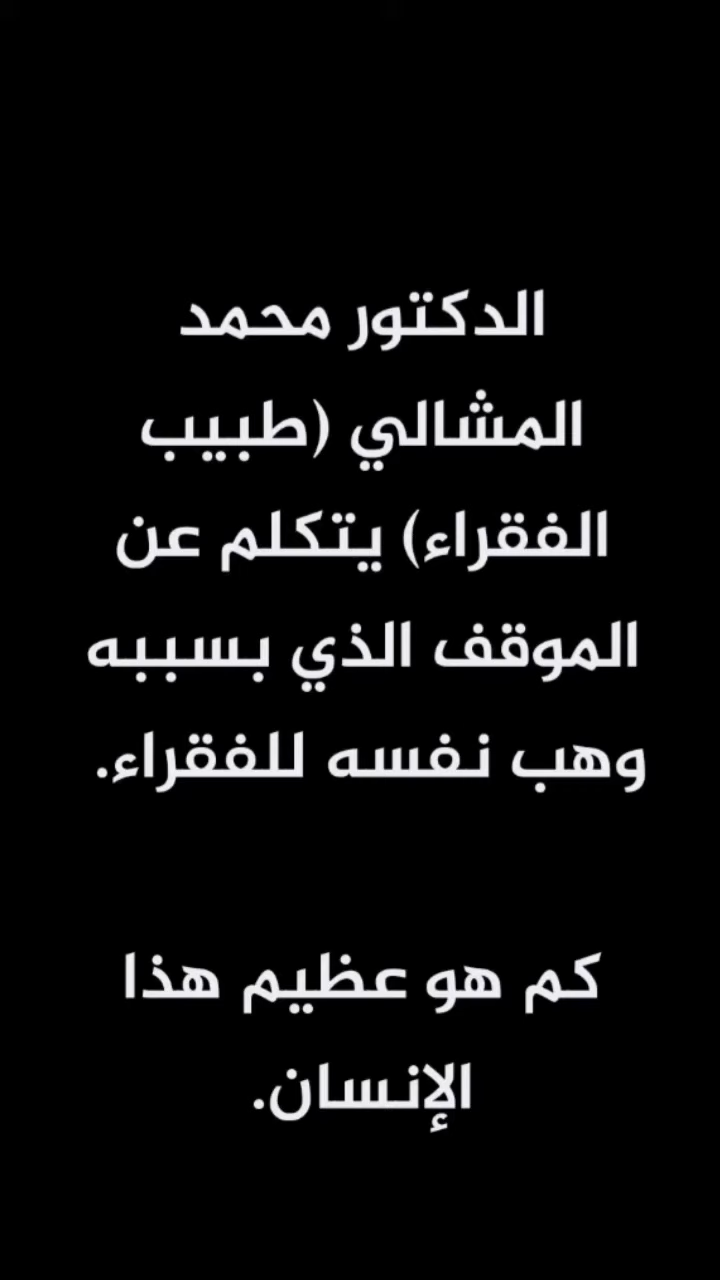 الدكتور محمد
المشالي (طبيب
الفقراء) يتكلم عن
الموقف الذي بسببه
وهب نفسه للفقراء.
كم هو عظيم هذا
الإنسان.